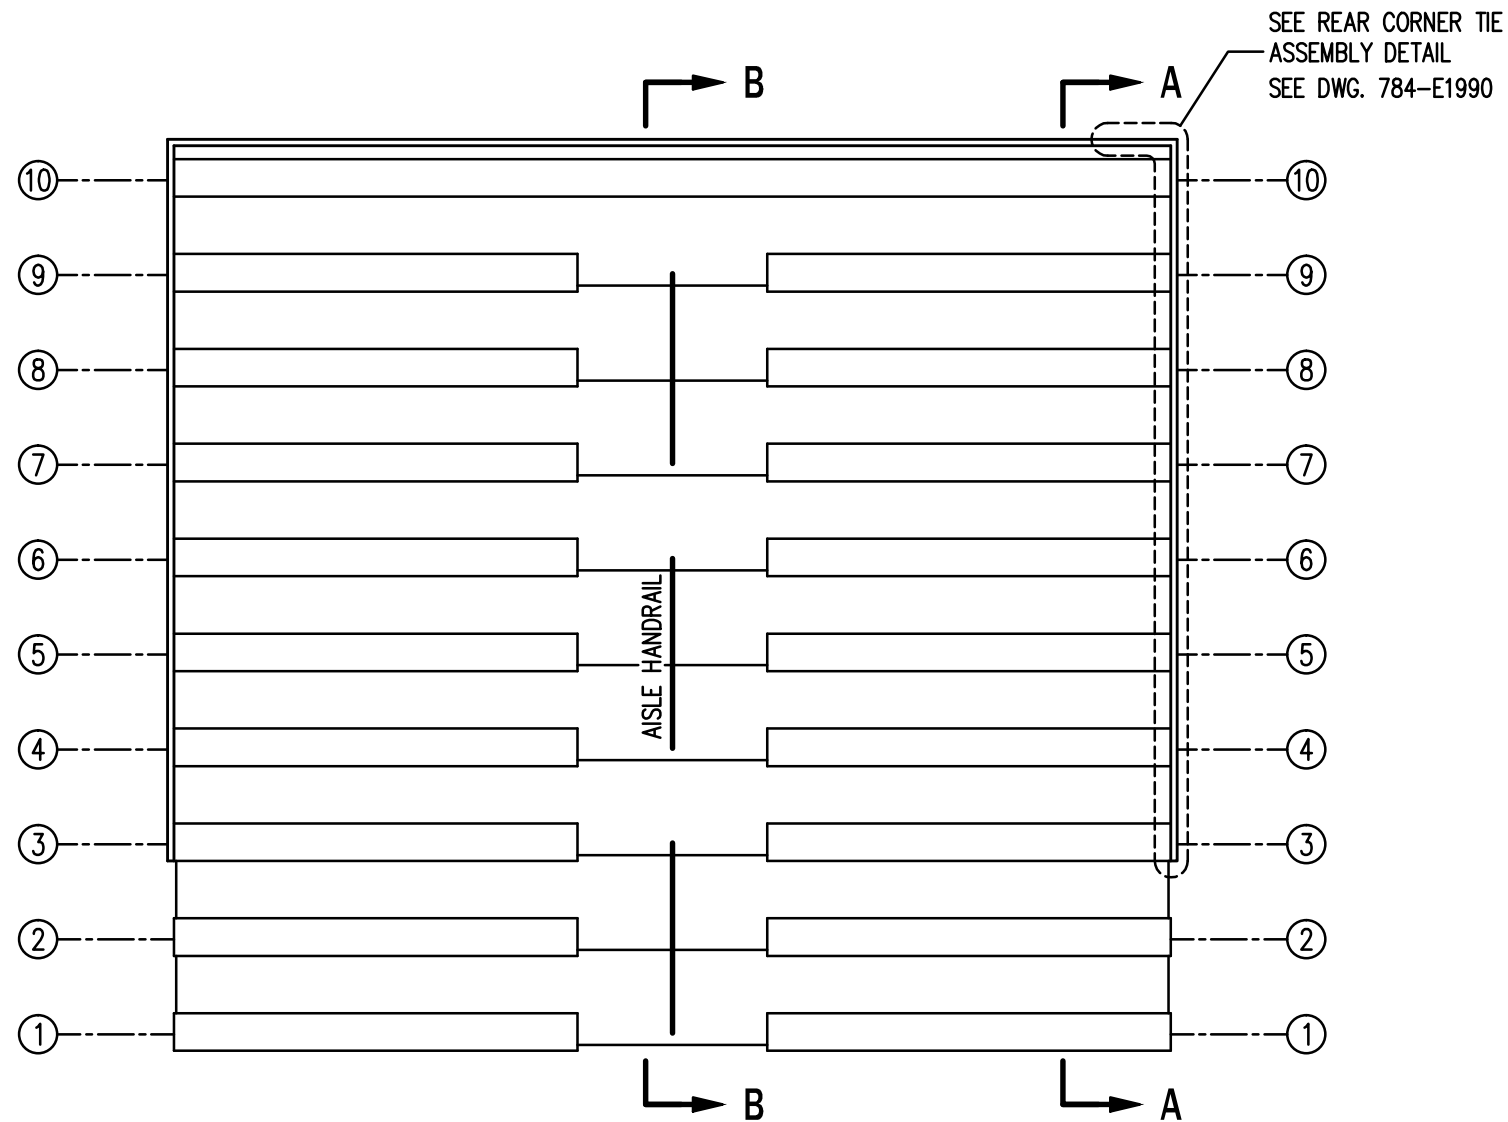 SEE REAR CORNER TIE
ASSEMBLY DETAIL
SEE DWG. 784-E1990
B A
10 10
9 9
8 8
7 7
6 6
AISLE HANDRAIL
5 5
4 4
3 3
2 2
1 1
B A